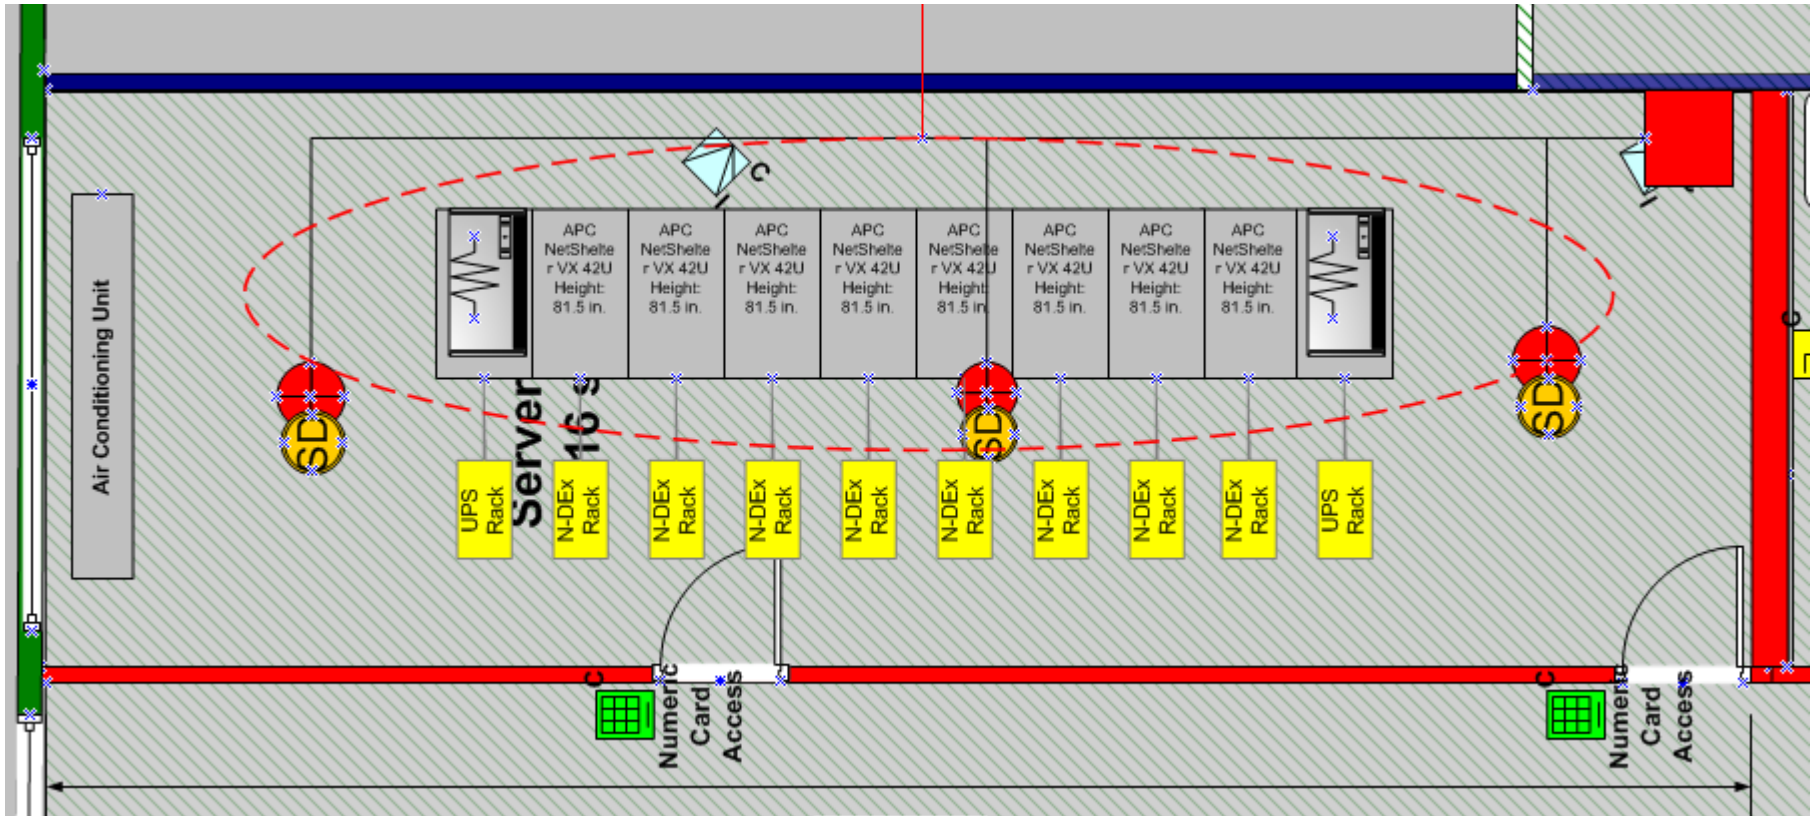 APC
NetShelte
r VX 42U
Height:
81.5 in.
APC
NetShelte
r VX 42U
Height:
81.5 in.
APC
NetShelte
r VX 42U
Height:
81.5 in.
APC
NetShelte
r VX 42U
Height:
81.5 in.
APC
NetShelte
r VX 42U
Height:
81.5 in.
APC
NetShelte
r VX 42U
Height:
81.5 in.
APC
NetShelte
r VX 42U
Height:
81.5 in.
APC
NetShelte
r VX 42U
Height:
81.5 in.
Air Conditioning Unit
C
C
SD
SD
SD
Server
16 s
UPS
Rack
N-DEx
Rack
N-DEx
Rack
N-DEx
Rack
N-DEx
Rack
N-DEx
Rack
N-DEx
Rack
N-DEx
Rack
N-DEx
Rack
UPS
Rack
C
Numeric
Card
Access
C
Numeric
Card
Access